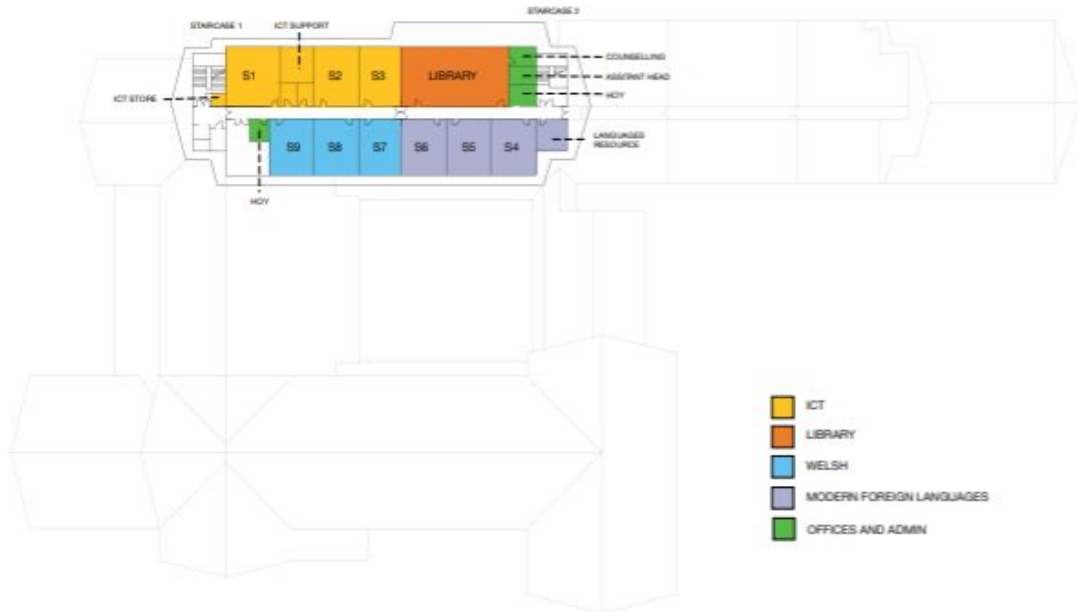 STAIRCASE 2
STAIRCASE 1
ICT SUPPORT
COUNSELLING
S1
S2
S3
LIBRARY
ASSITANT HEAD
HOY
ICT STORE
LANGUAGES
RESOURCE
S9
S8
S7
S6
S5
S4
HOY
ICT
LIBRARY
WELSH
MODERN FOREIGN LANGUAGES
OFFICES AND ADMIN